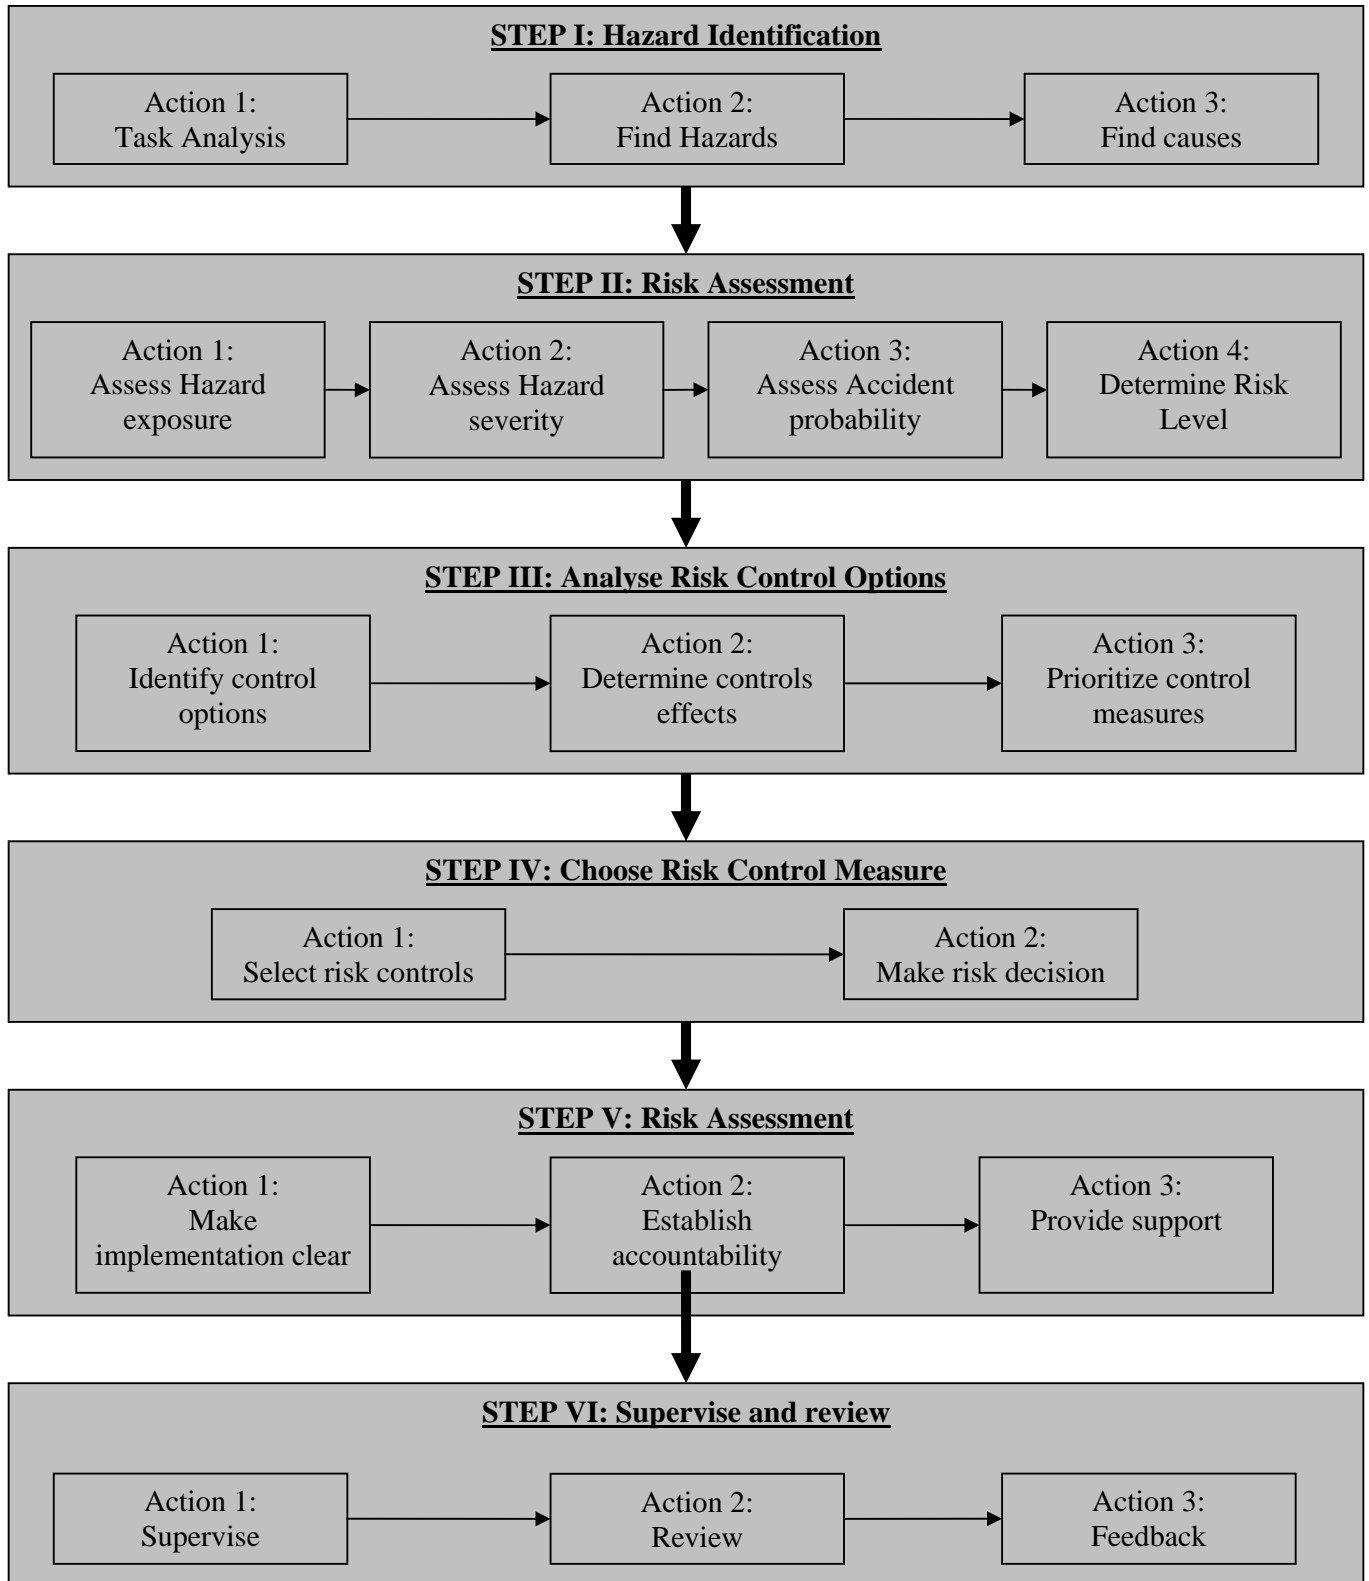 STEP I: Hazard Identification
Action 1:
Task Analysis
Action 2:
Find Hazards
Action 3:
Find causes
STEP II: Risk Assessment
Action 1:
Assess Hazard
exposure
Action 2:
Assess Hazard
severity
Action 3:
Assess Accident
probability
Action 4:
Determine Risk
Level
STEP III: Analyse Risk Control Options
Action 1:
Identify control
options
Action 2:
Determine controls
effects
Action 3:
Prioritize control
measures
STEP IV: Choose Risk Control Measure
Action 1:
Select risk controls
Action 2:
Make risk decision
STEP V: Risk Assessment
Action 1:
Make
implementation clear
Action 2:
Establish
accountability
Action 3:
Provide support
STEP VI: Supervise and review
Action 1:
Supervise
Action 2:
Review
Action 3:
Feedback